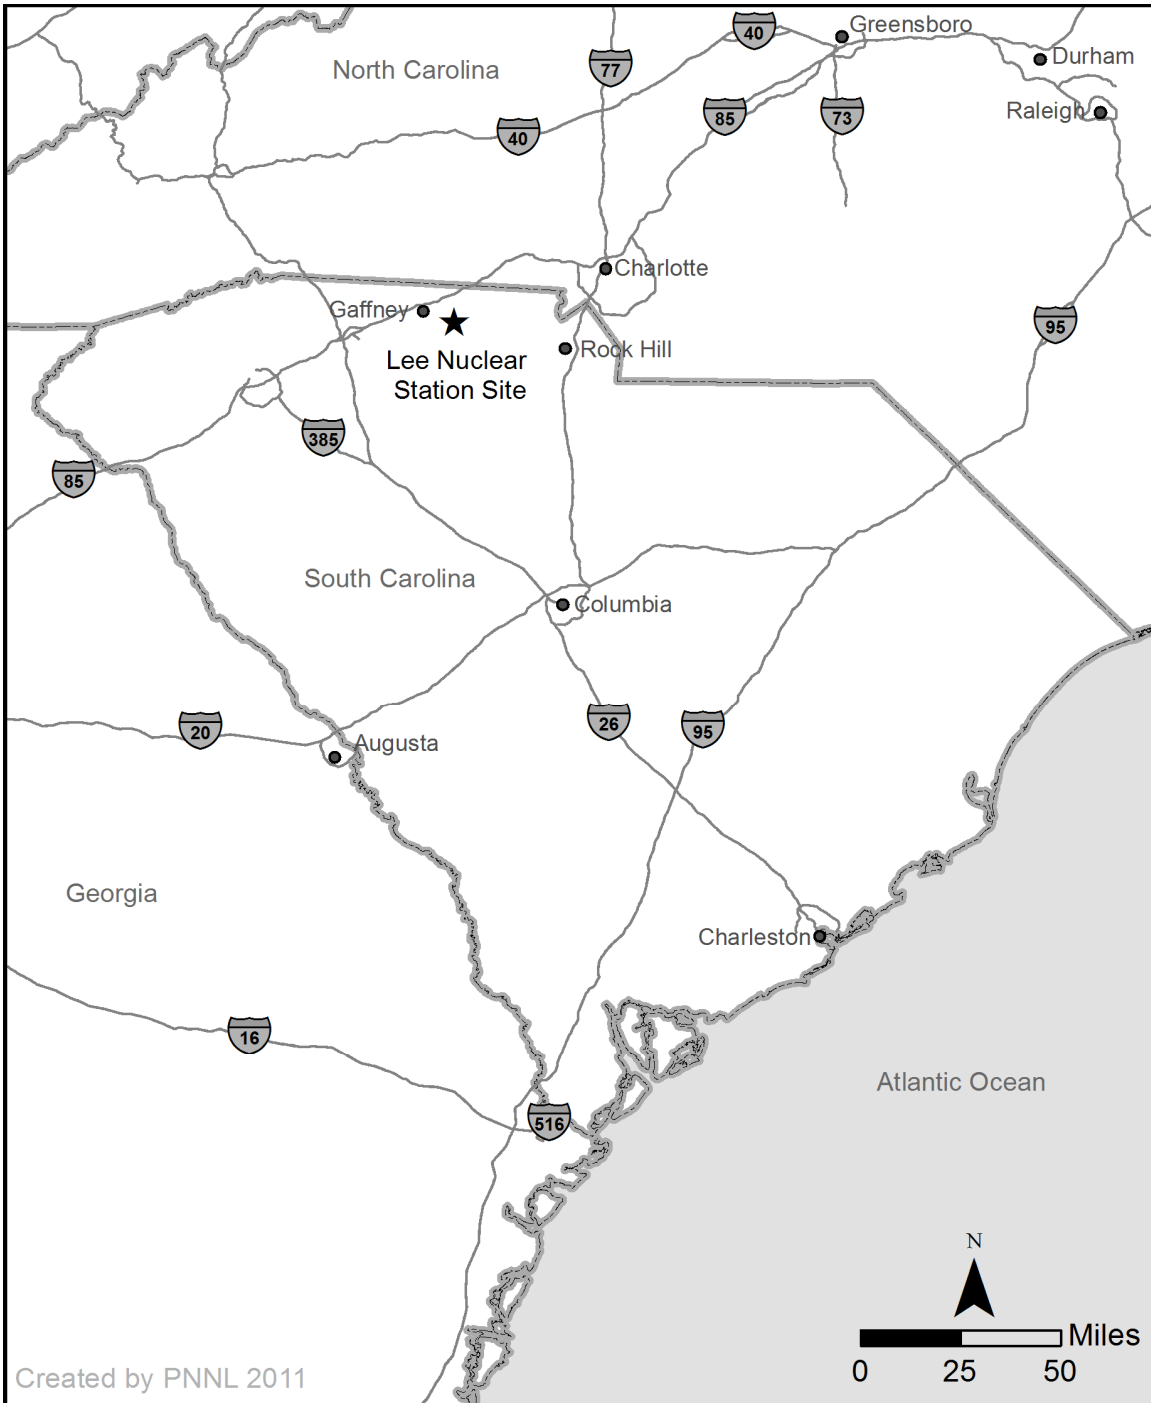 Greensboro
40
Durham
North Carolina
77
85
73
Raleigh
40
Charlotte
Gaffney
95
Rock Hill
Lee Nuclear
Station Site
385
85
South Carolina
Columbia
26
95
20
Augusta
Georgia
Charleston
16
Atlantic Ocean
516
N
Miles
0 25 50
Created by PNNL 2011